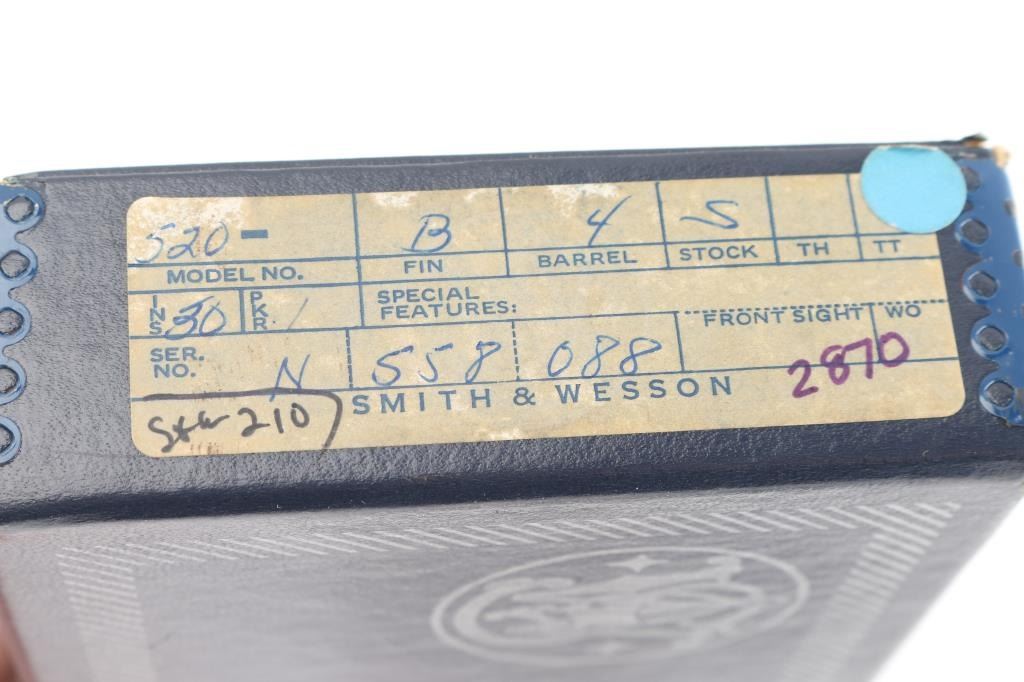 520- B 4 S
MODEL NO. FIN BARREL STOCK TH TT
INS. 30 PKR. 1 SPECIAL FEATURES:
FRONT SIGHT WO
SER. NO. N 558 088 2870
S&W 210 SMITH & WESSON